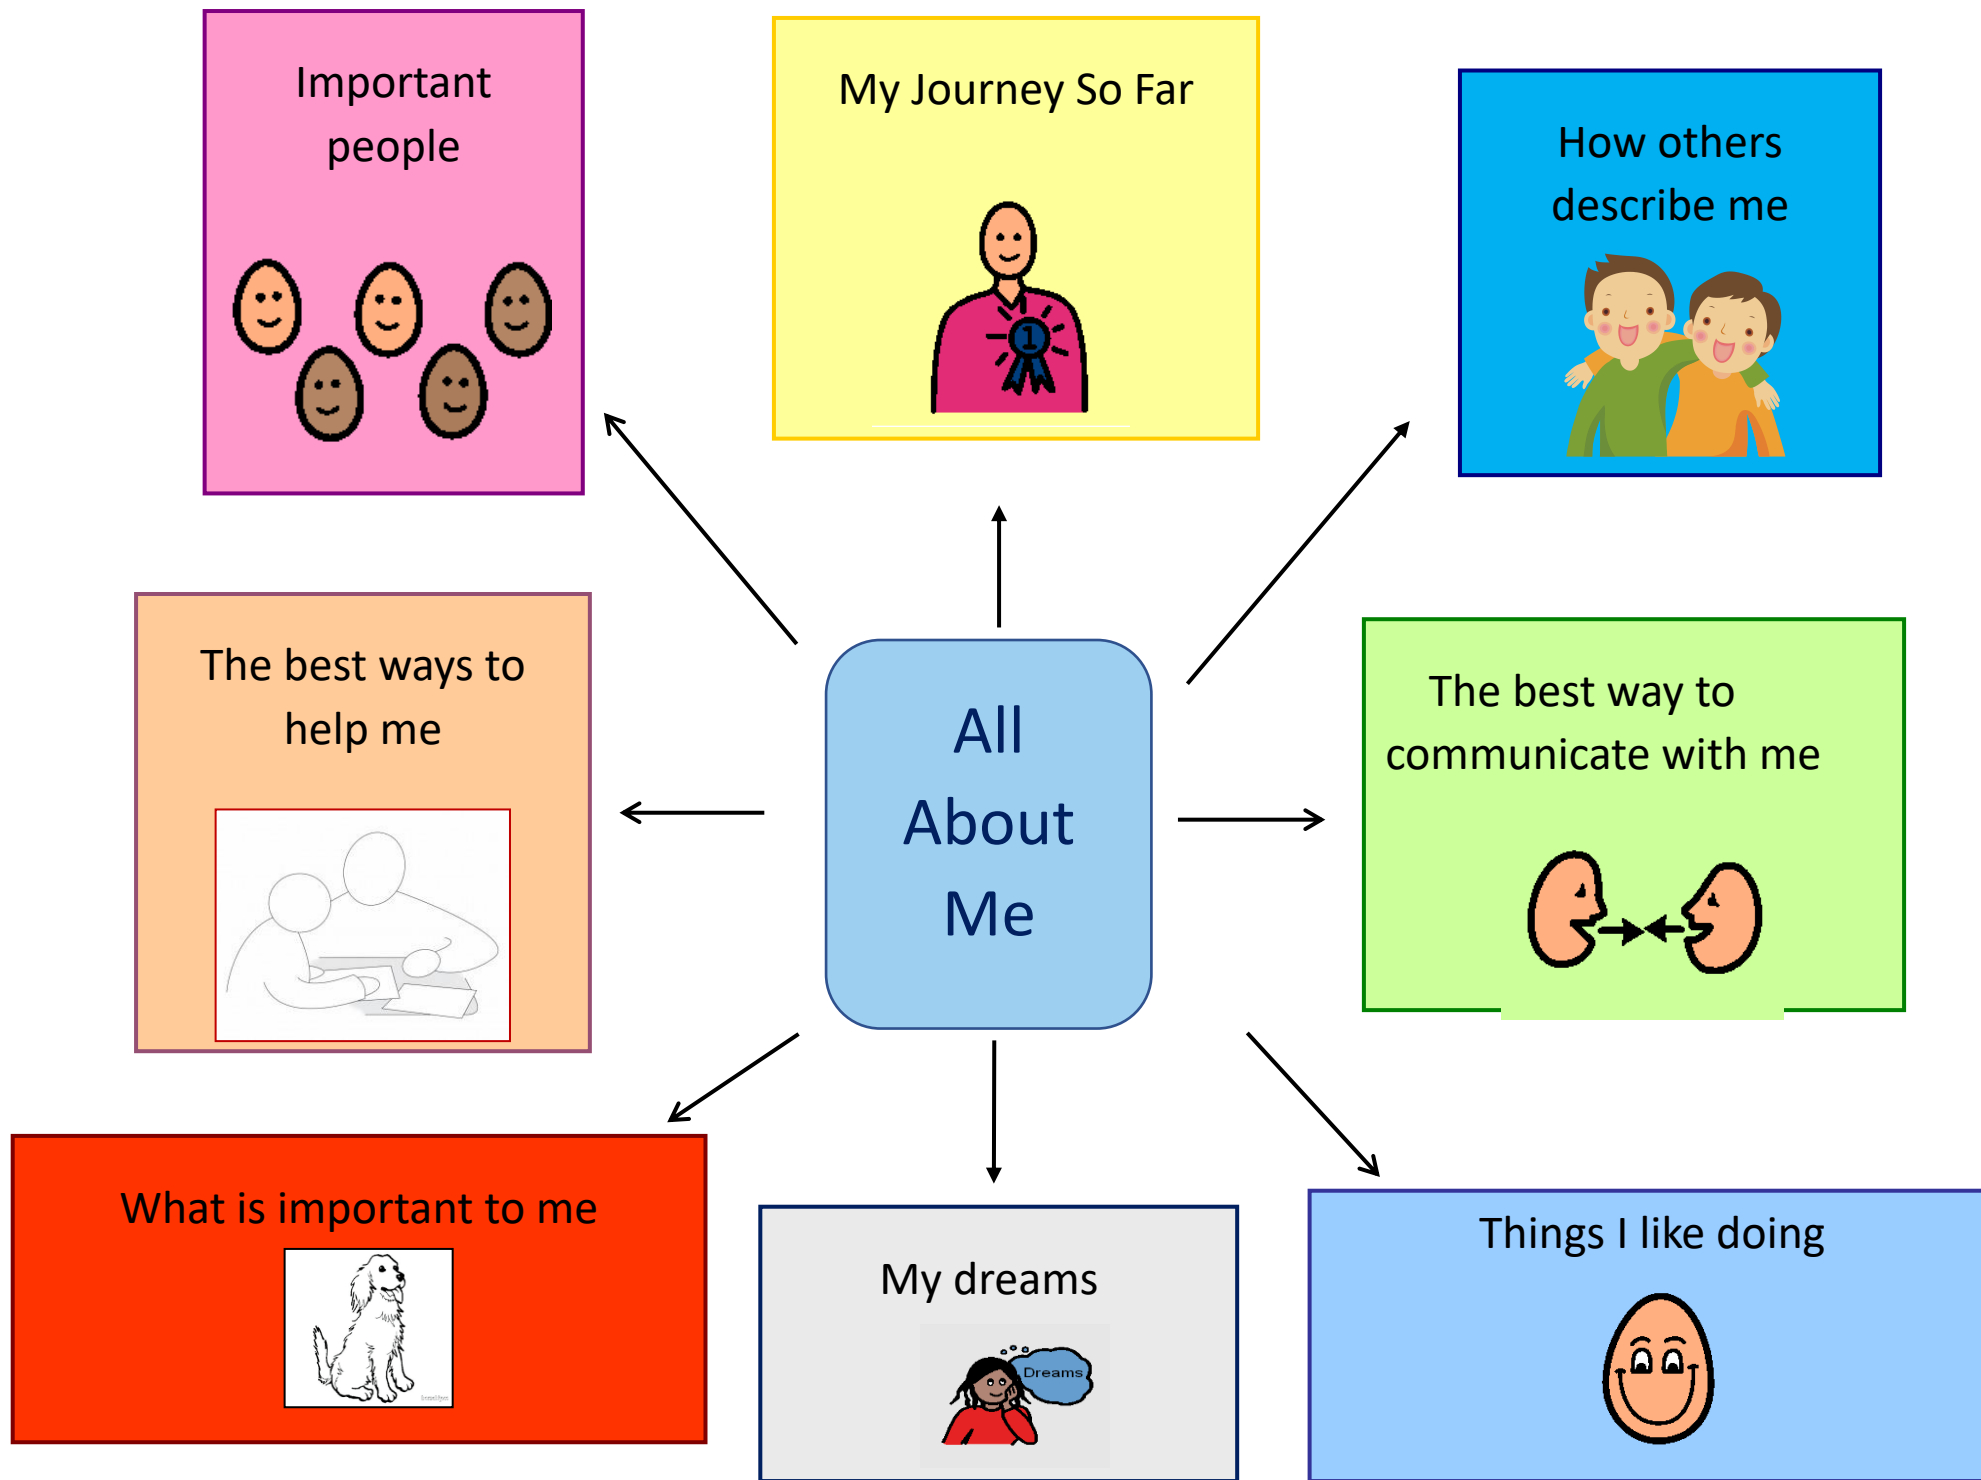 Important
people
My Journey So Far
1
How others
describe me
The best ways to
help me
All
About
Me
The best way to
communicate with me
What is important to me
My dreams
Dreams
Things I like doing